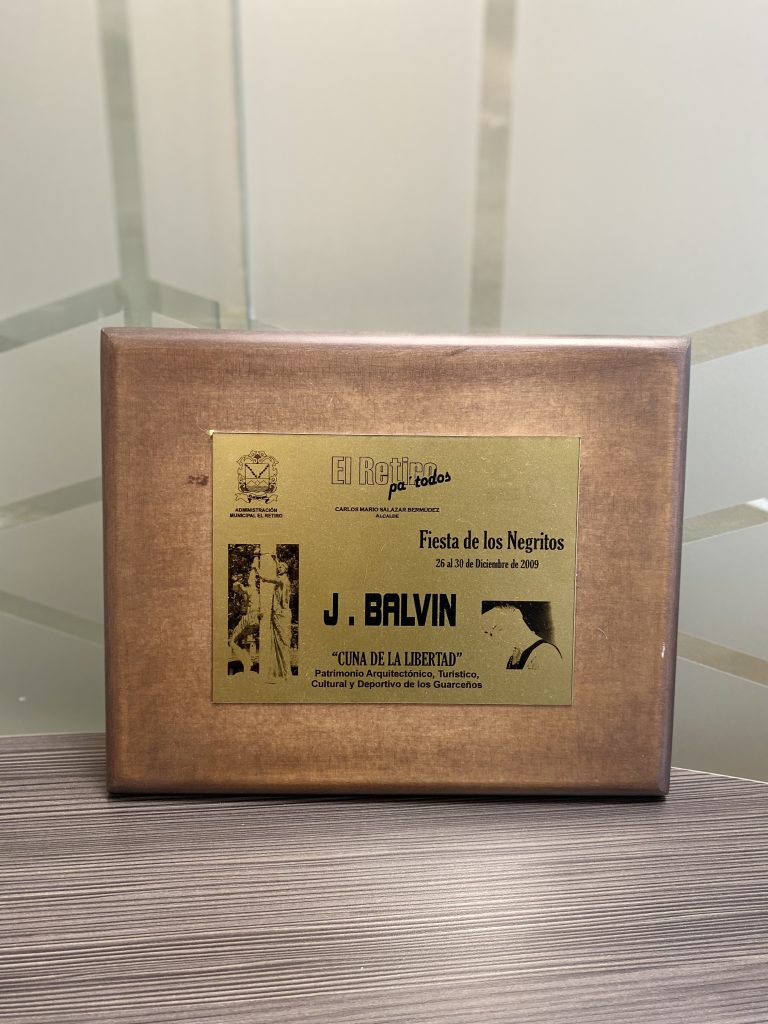 El Retiro
pa´todos
ADMINISTRACIÓN
MUNICIPAL EL RETIRO
CARLOS MARIO SALAZAR BERMÚDEZ
ALCALDE
Fiesta de los Negritos
26 al 30 de Diciembre de 2009
J . BALVIN
“CUNA DE LA LIBERTAD”
Patrimonio Arquitectónico, Turístico,
Cultural y Deportivo de los Guarceños